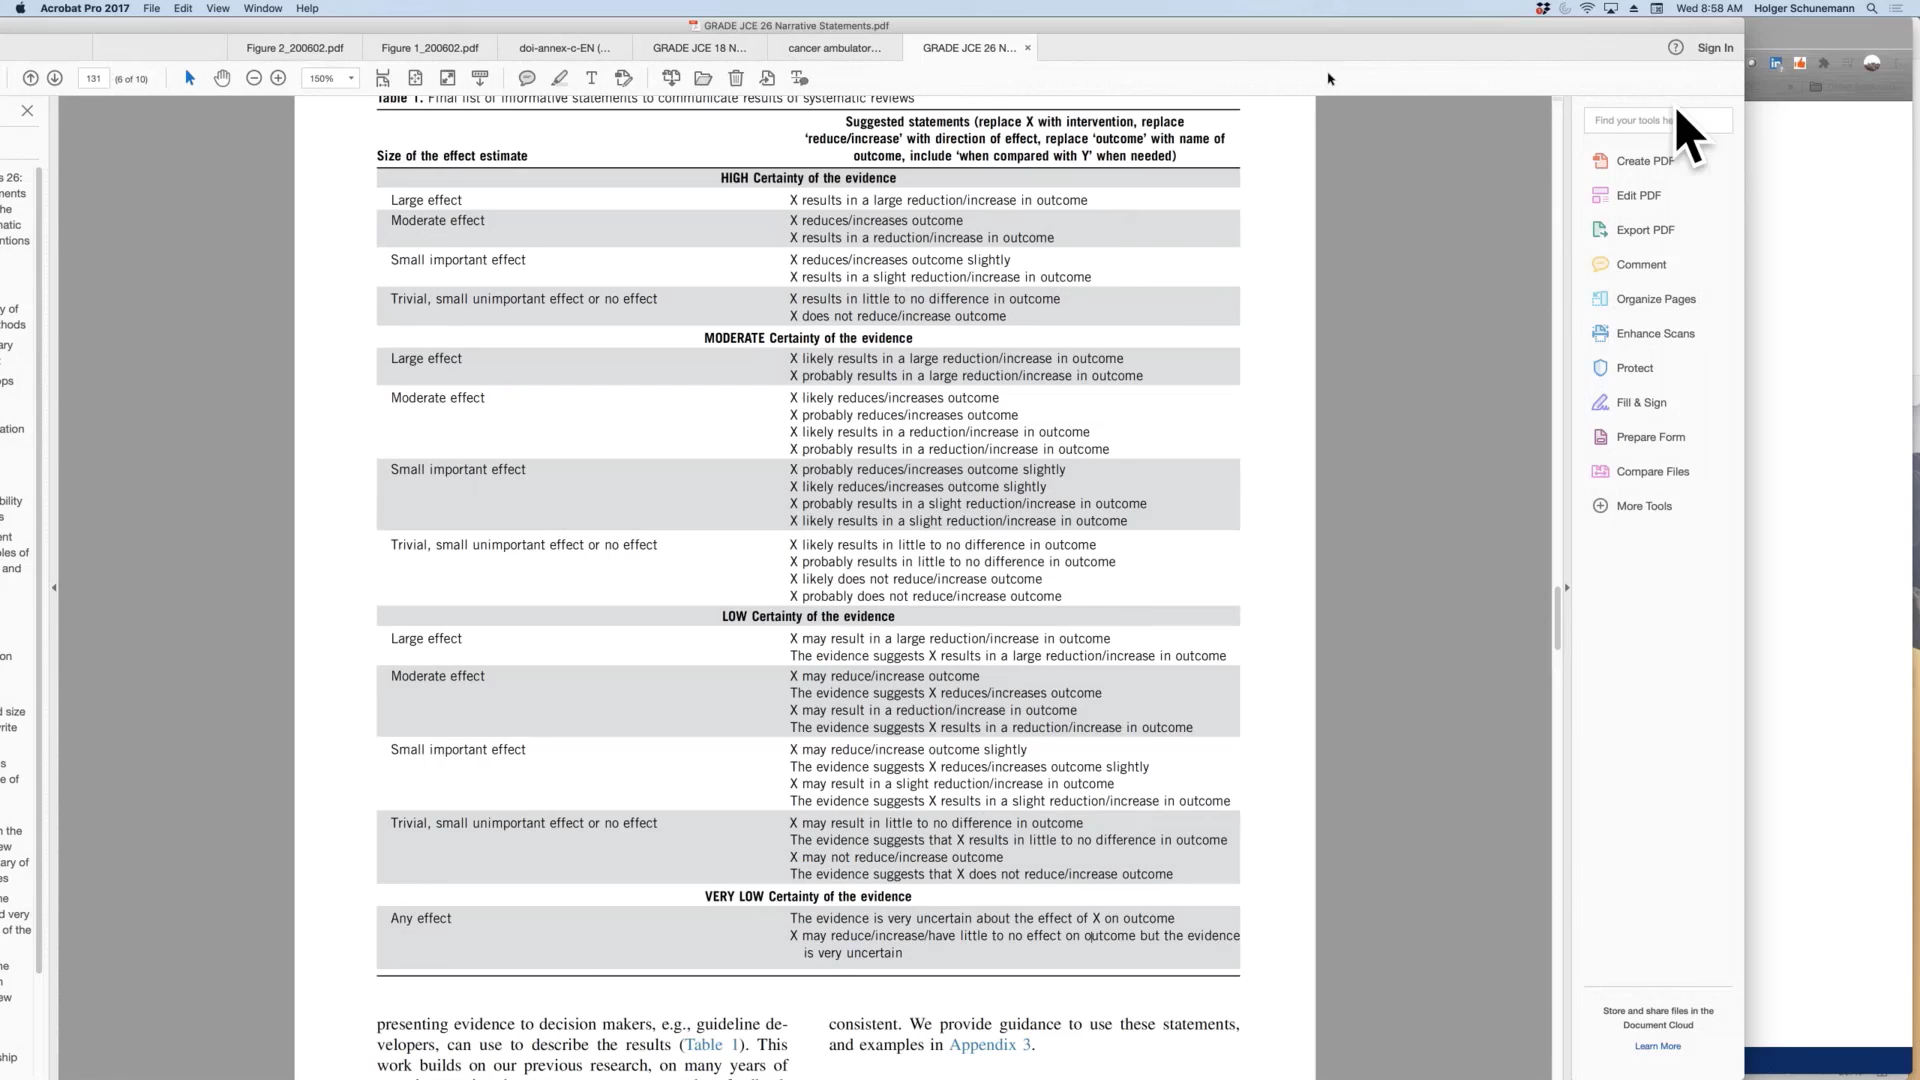 Acrobat Pro 2017 File Edit View Window Help
Wed 8:58 AM Holger Schunemann
GRADE JCE 26 Narrative Statements.pdf
Figure 2_200602.pdf Figure 1_200602.pdf doi-annex-c-EN (... GRADE JCE 18 N... cancer ambulator... GRADE JCE 26 N... ×
Sign In
131 (6 of 10) 150%
Table 1. Final list of informative statements to communicate results of systematic reviews
Suggested statements (replace X with intervention, replace
'reduce/increase' with direction of effect, replace 'outcome' with name of
Size of the effect estimate outcome, include 'when compared with Y' when needed)
HIGH Certainty of the evidence
Large effect X results in a large reduction/increase in outcome
Moderate effect X reduces/increases outcome
X results in a reduction/increase in outcome
Small important effect X reduces/increases outcome slightly
X results in a slight reduction/increase in outcome
Trivial, small unimportant effect or no effect X results in little to no difference in outcome
X does not reduce/increase outcome
MODERATE Certainty of the evidence
Large effect X likely results in a large reduction/increase in outcome
X probably results in a large reduction/increase in outcome
Moderate effect X likely reduces/increases outcome
X probably reduces/increases outcome
X likely results in a reduction/increase in outcome
X probably results in a reduction/increase in outcome
Small important effect X probably reduces/increases outcome slightly
X likely reduces/increases outcome slightly
X probably results in a slight reduction/increase in outcome
X likely results in a slight reduction/increase in outcome
Trivial, small unimportant effect or no effect X likely results in little to no difference in outcome
X probably results in little to no difference in outcome
X likely does not reduce/increase outcome
X probably does not reduce/increase outcome
LOW Certainty of the evidence
Large effect X may result in a large reduction/increase in outcome
The evidence suggests X results in a large reduction/increase in outcome
Moderate effect X may reduce/increase outcome
The evidence suggests X reduces/increases outcome
X may result in a reduction/increase in outcome
The evidence suggests X results in a reduction/increase in outcome
Small important effect X may reduce/increase outcome slightly
The evidence suggests X reduces/increases outcome slightly
X may result in a slight reduction/increase in outcome
The evidence suggests X results in a slight reduction/increase in outcome
Trivial, small unimportant effect or no effect X may result in little to no difference in outcome
The evidence suggests that X results in little to no difference in outcome
X may not reduce/increase outcome
The evidence suggests that X does not reduce/increase outcome
VERY LOW Certainty of the evidence
Any effect The evidence is very uncertain about the effect of X on outcome
X may reduce/increase/have little to no effect on outcome but the evidence
is very uncertain
presenting evidence to decision makers, e.g., guideline de-
velopers, can use to describe the results (Table 1). This
work builds on our previous research, on many years of
consistent. We provide guidance to use these statements,
and examples in Appendix 3.
Find your tools he
Create PDF
Edit PDF
Export PDF
Comment
Organize Pages
Enhance Scans
Protect
Fill & Sign
Prepare Form
Compare Files
More Tools
Store and share files in the
Document Cloud
Learn More